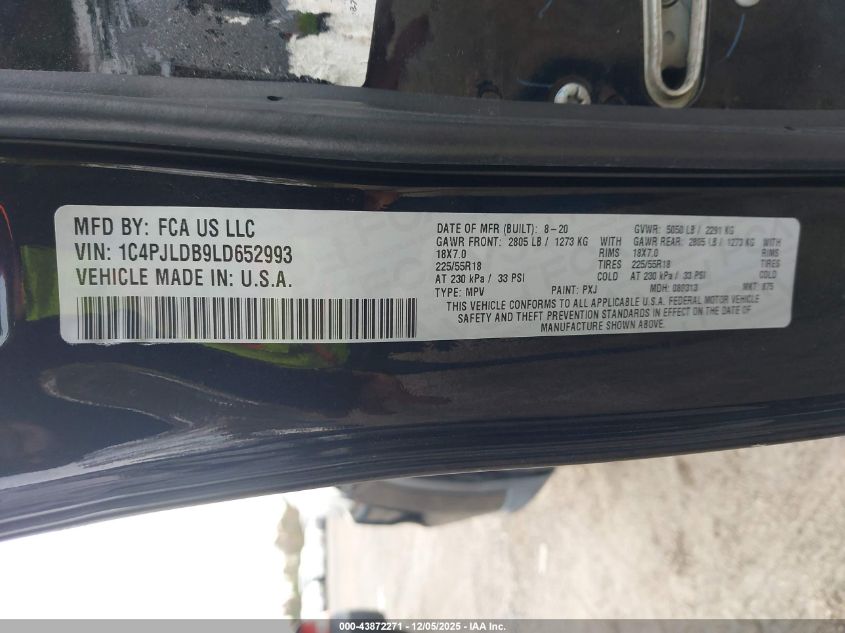 MFD BY: FCA US LLC
VIN: 1C4PJLDB9LD652993
VEHICLE MADE IN: U.S.A.
DATE OF MFR (BUILT): 8-20 GVWR: 5050 LB / 2291 KG
GAWR FRONT: 2805 LB / 1273 KG WITH GAWR REAR: 2805 LB / 1273 KG WITH
18X7.0 RIMS 18X7.0 RIMS
225/55R18 TIRES 225/55R18 TIRES
AT 230 kPa / 33 PSI COLD AT 230 kPa / 33 PSI COLD
TYPE: MPV PAINT: PXJ MDH: 080313 MKT: 875
THIS VEHICLE CONFORMS TO ALL APPLICABLE U.S.A. FEDERAL MOTOR VEHICLE
SAFETY AND THEFT PREVENTION STANDARDS IN EFFECT ON THE DATE OF
MANUFACTURE SHOWN ABOVE.
000-43872271 - 12/05/2025 - IAA Inc.